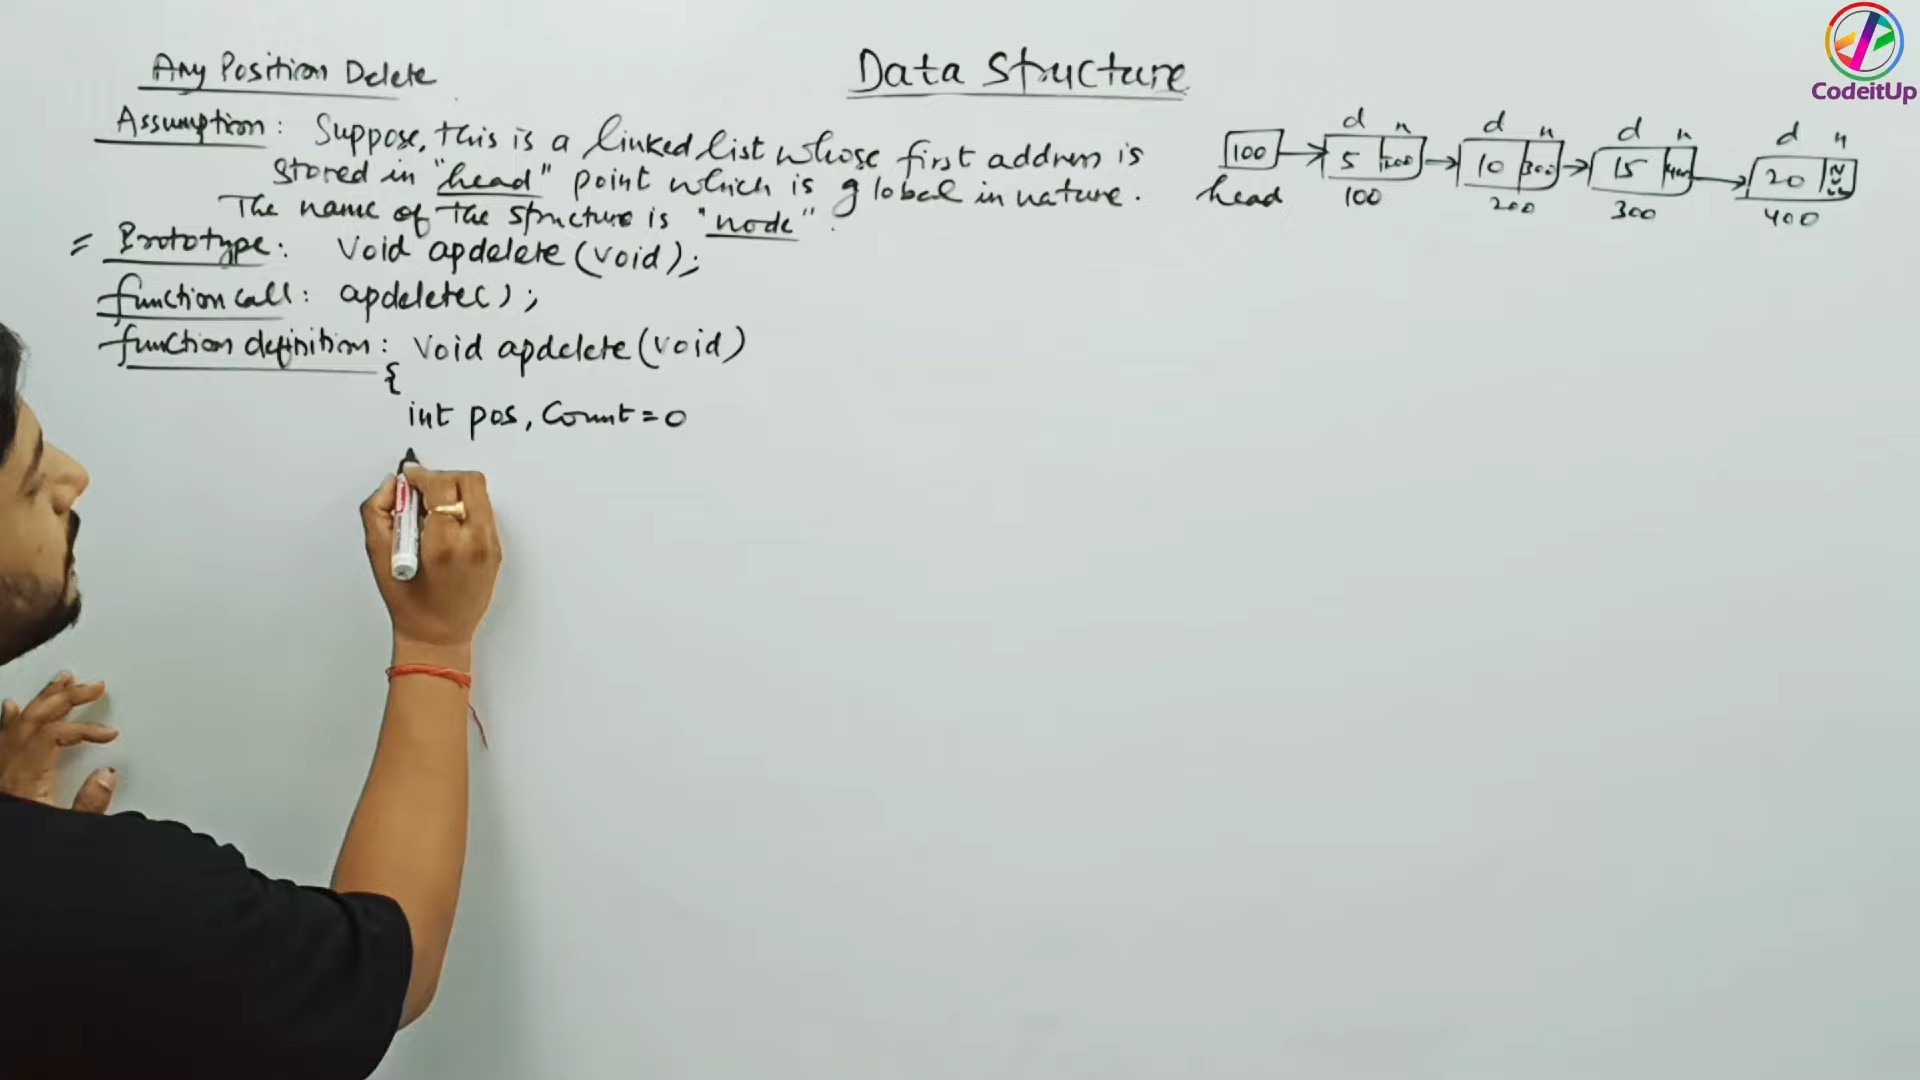 Any Position Delete
Data Structure
CodeitUp
Assumption: Suppose, this is a linked list whose first address is
stored in "head" point which is global in nature.
The name of the structure is "node".
= Prototype: Void apdelete(void);
function call: apdelete();
function definition: Void apdelete(void)
{
int pos, Count=0
d n d n d n d n
100 5 200 10 300 15 400 20
head 100 200 300 400